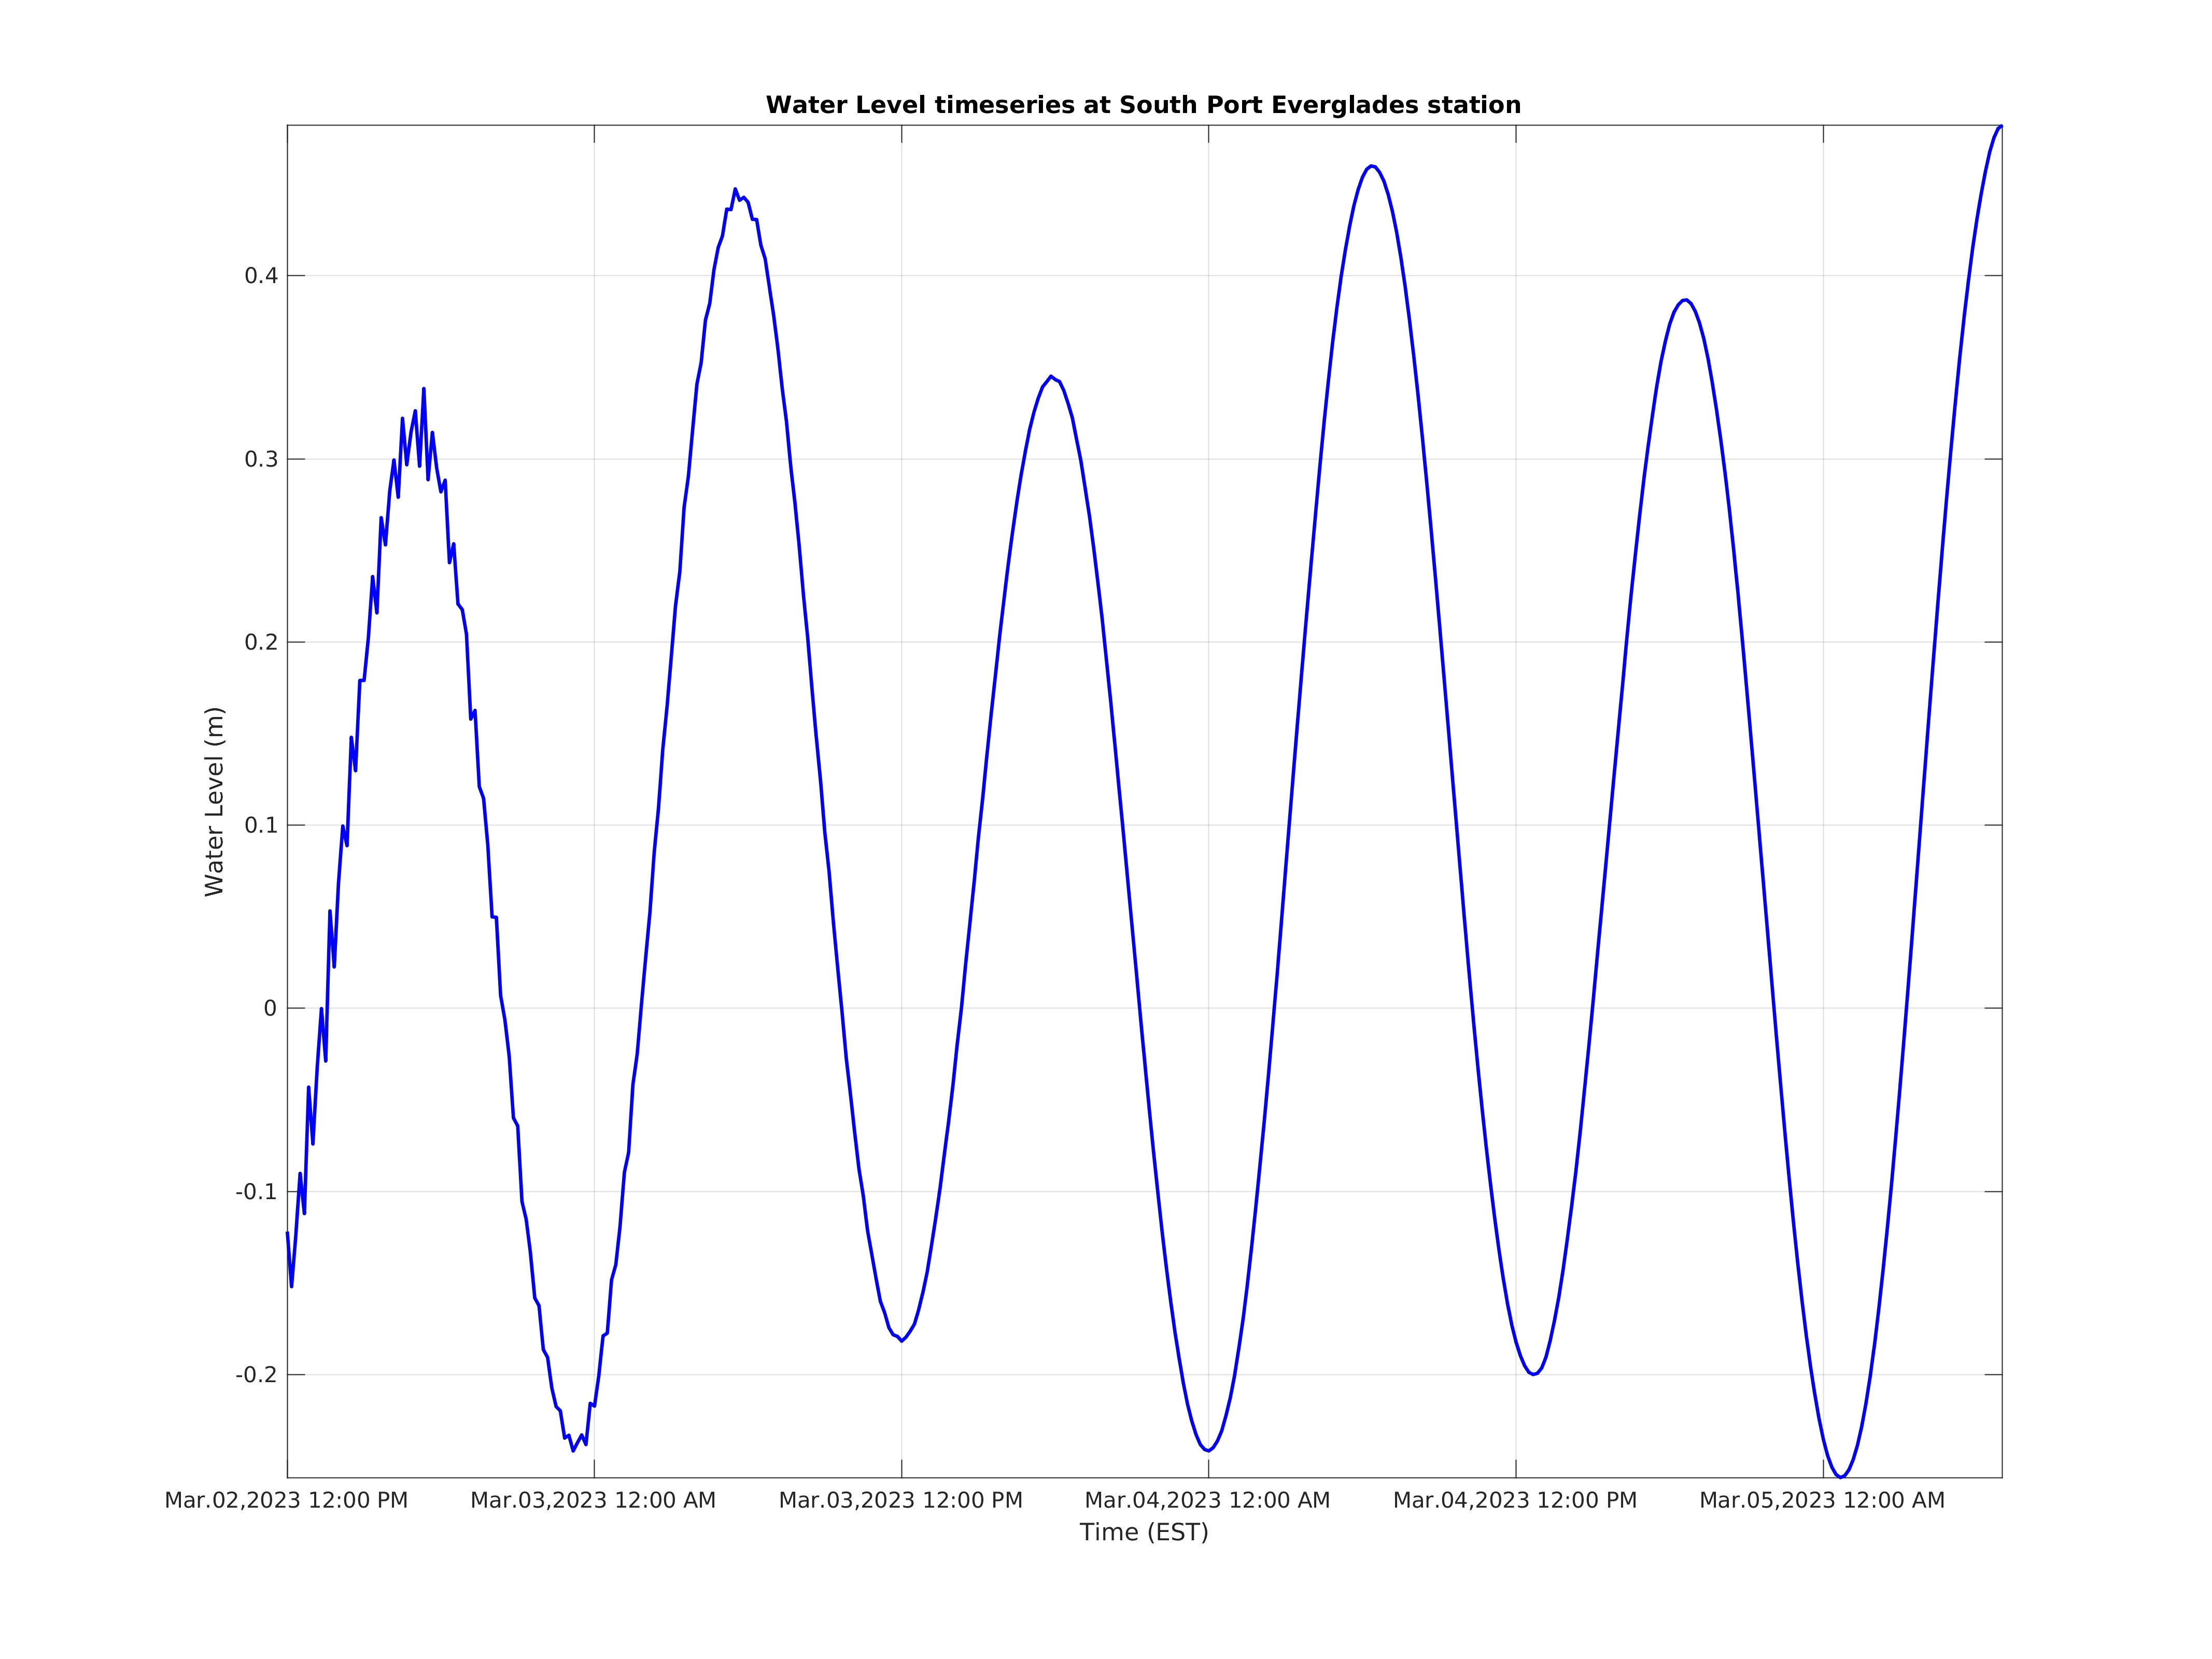 Water Level timeseries at South Port Everglades station
0.4
0.3
0.2
0.1
0
-0.1
-0.2
Water Level (m)
Mar.02,2023 12:00 PM
Mar.03,2023 12:00 AM
Mar.03,2023 12:00 PM
Mar.04,2023 12:00 AM
Mar.04,2023 12:00 PM
Mar.05,2023 12:00 AM
Time (EST)